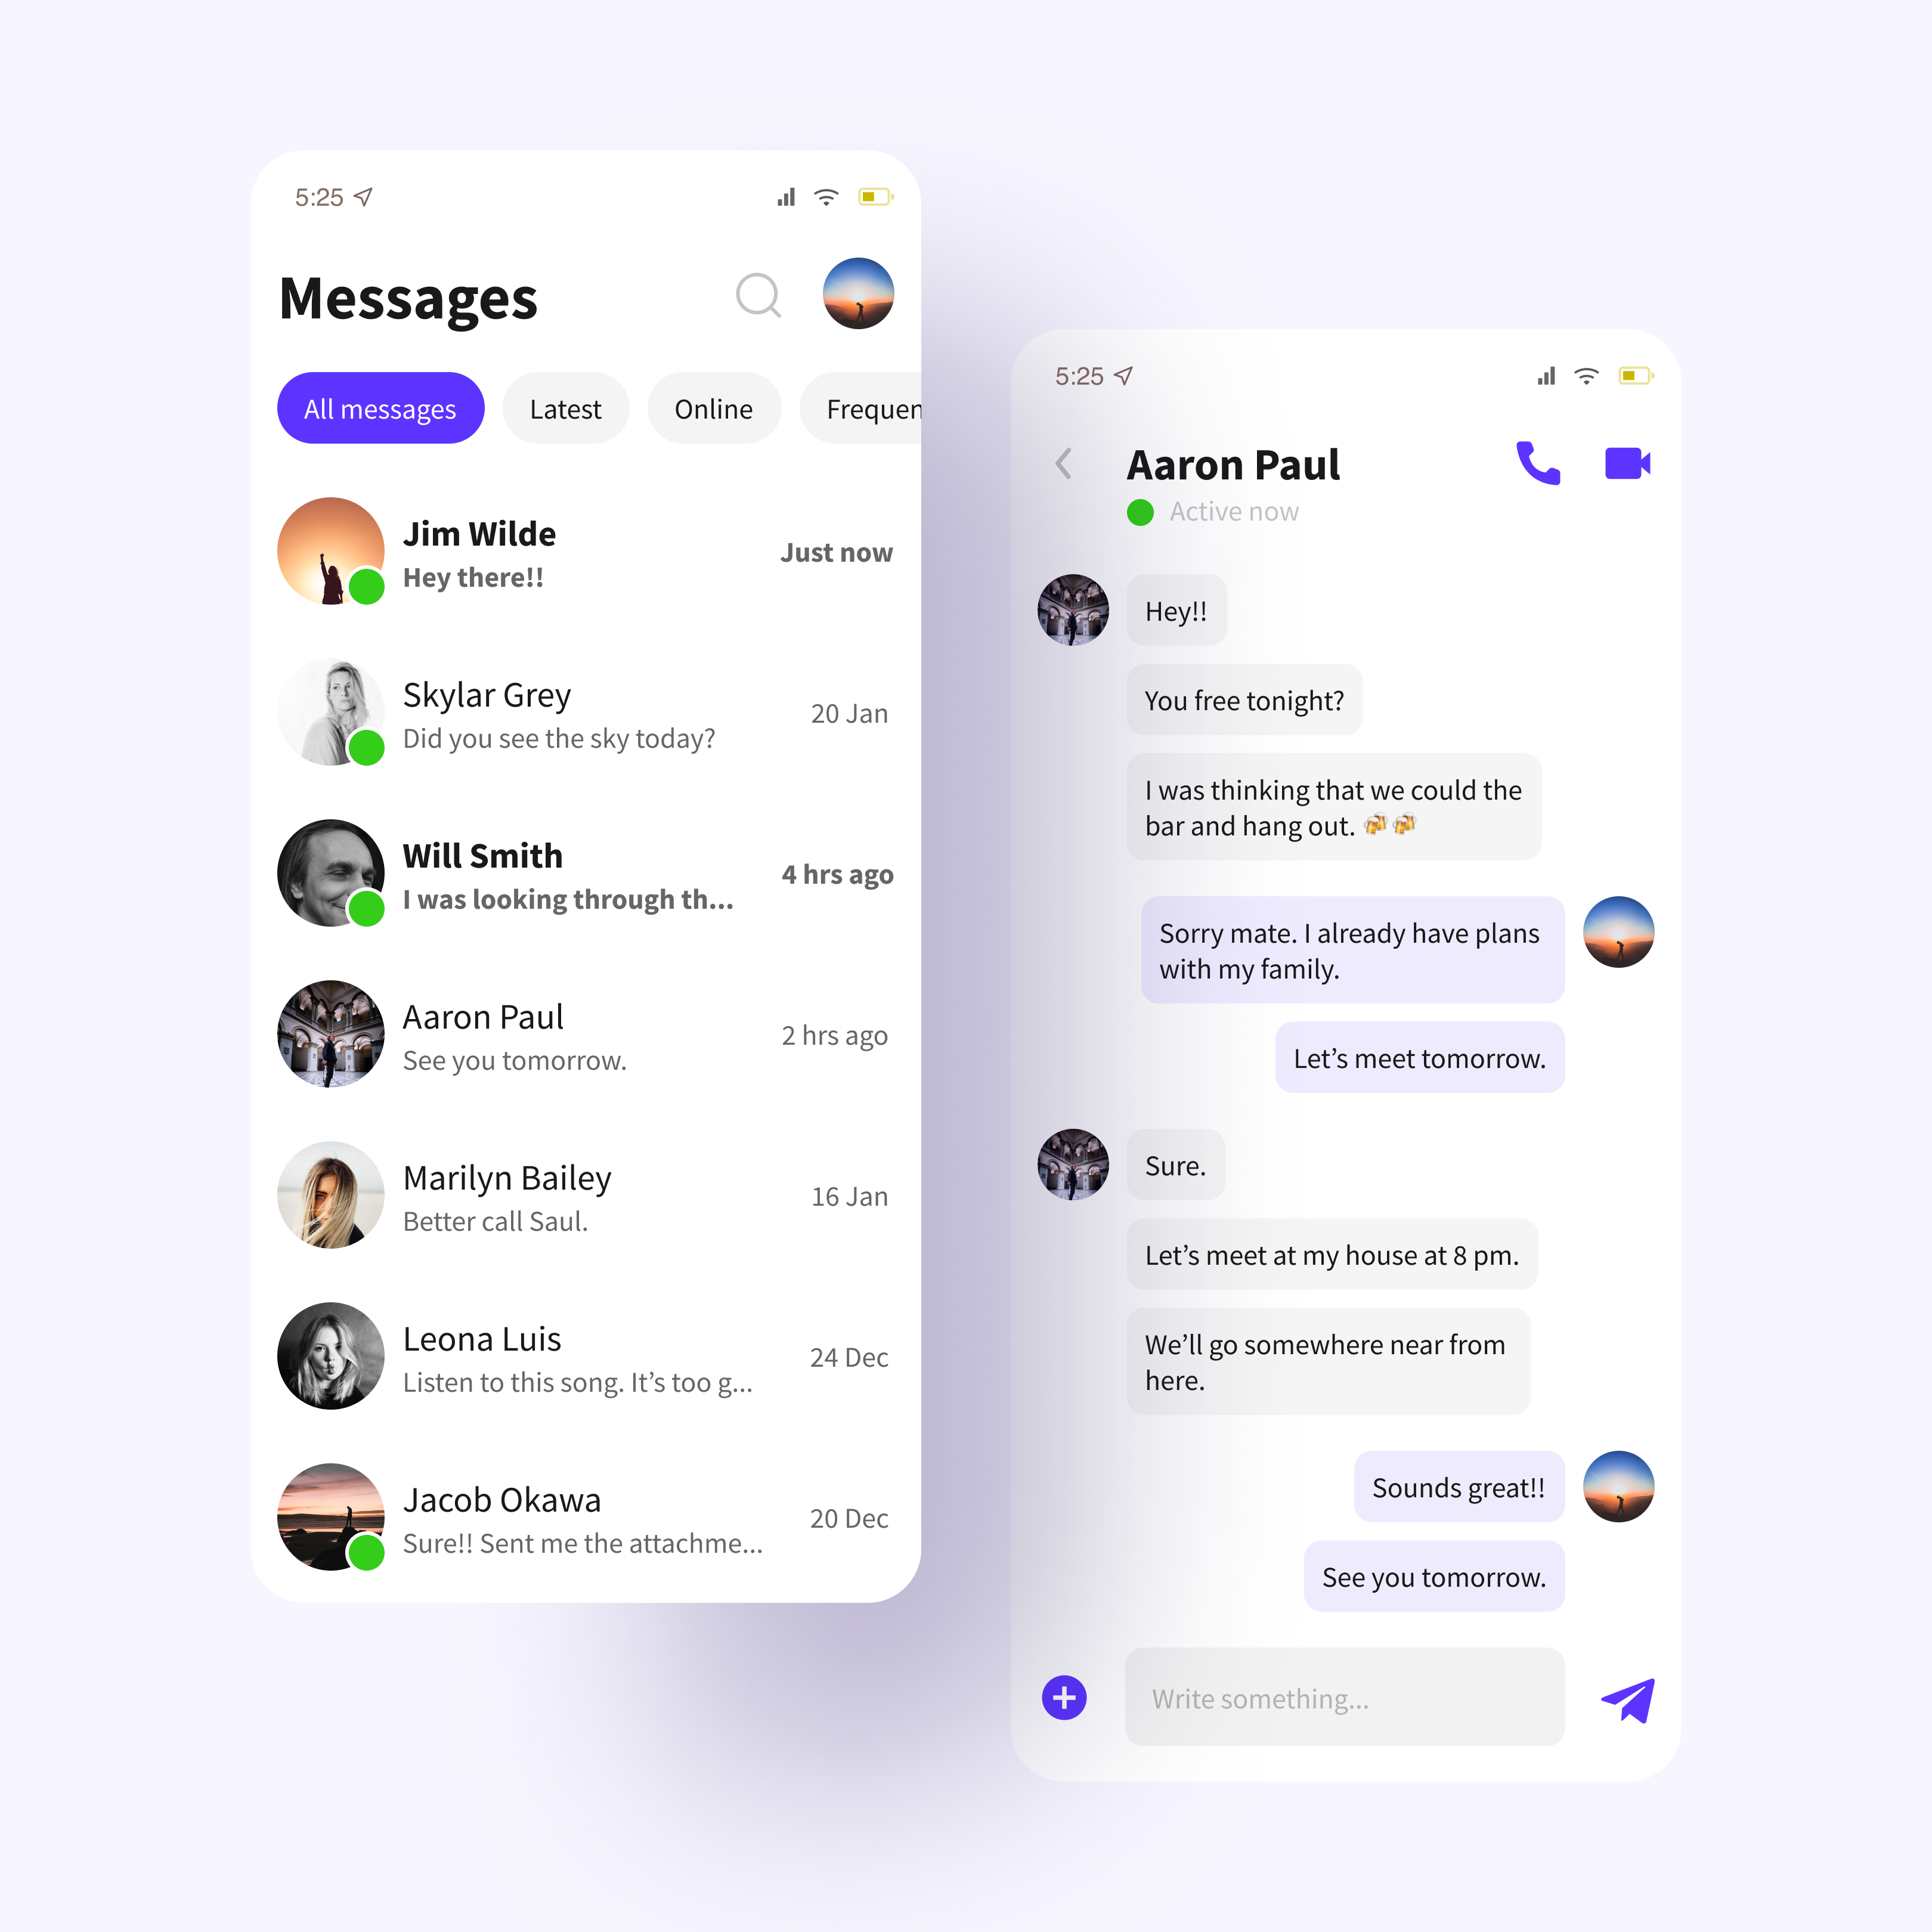 5:25
Messages
All messages
Latest
Online
Frequen
Jim Wilde
Hey there!!
Just now
Skylar Grey
Did you see the sky today?
20 Jan
Will Smith
I was looking through th...
4 hrs ago
Aaron Paul
See you tomorrow.
2 hrs ago
Marilyn Bailey
Better call Saul.
16 Jan
Leona Luis
Listen to this song. It’s too g...
24 Dec
Jacob Okawa
Sure!! Sent me the attachme...
20 Dec
5:25
Aaron Paul
Active now
Hey!!
You free tonight?
I was thinking that we could the
bar and hang out. 🍻🍻
Sorry mate. I already have plans
with my family.
Let’s meet tomorrow.
Sure.
Let’s meet at my house at 8 pm.
We’ll go somewhere near from
here.
Sounds great!!
See you tomorrow.
Write something...